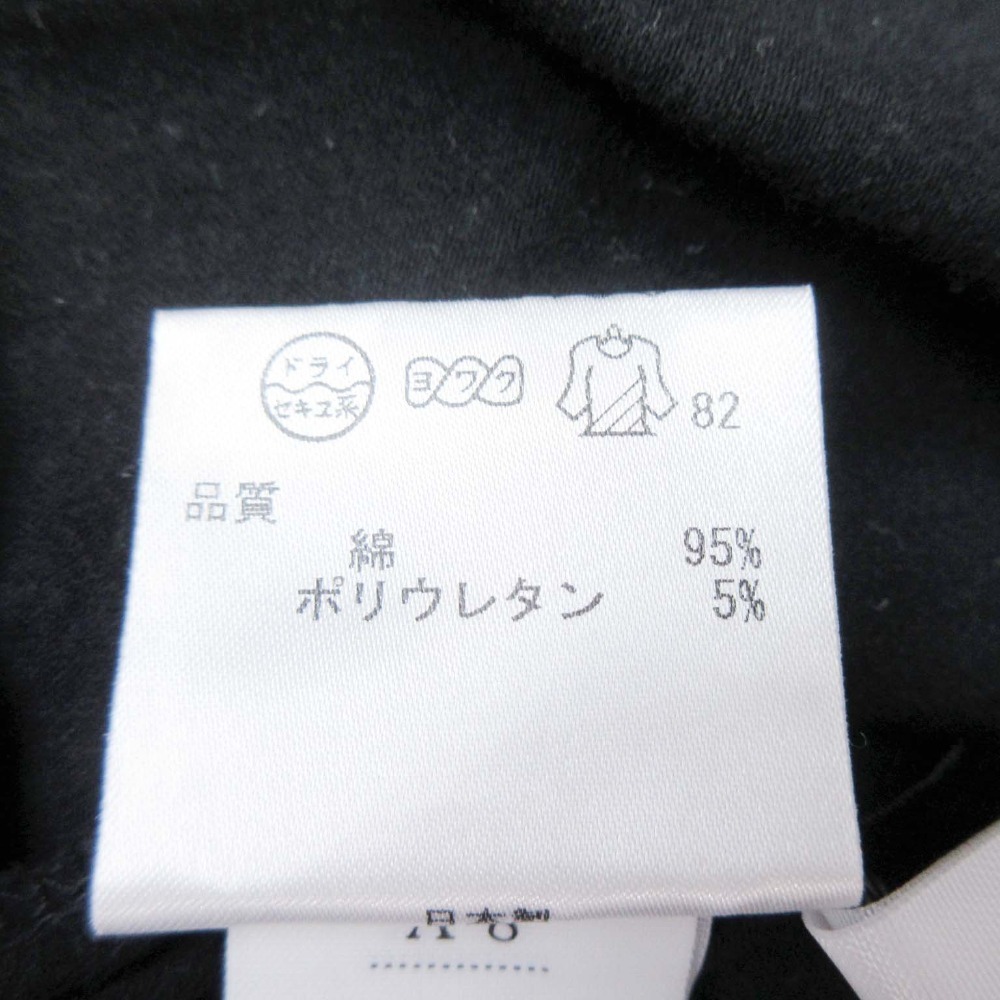 ドライ
セキユ系
ヨワク
82
品質
綿 95%
ポリウレタン 5%